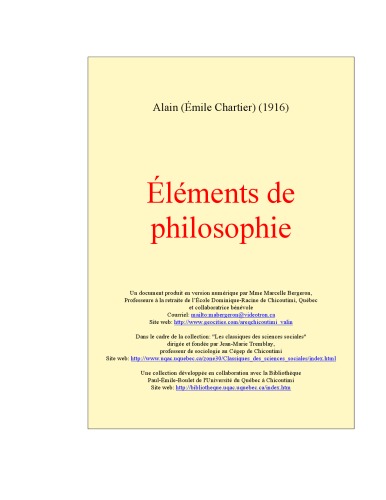 Alain (Émile Chartier) (1916)
Éléments de
philosophie
Un document produit en version numérique par Mme Marcelle Bergeron,
Professeure à la retraite de l'École Dominique-Racine de Chicoutimi, Québec
et collaboratrice bénévole
Courriel: mailto:mabergeron@videotron.ca
Site web: http://www.geocities.com/areqchicoutimi_valin
Dans le cadre de la collection: "Les classiques des sciences sociales"
dirigée et fondée par Jean-Marie Tremblay,
professeur de sociologie au Cégep de Chicoutimi
Site web: http://www.uqac.uquebec.ca/zone30/Classiques_des_sciences_sociales/index.html
Une collection développée en collaboration avec la Bibliothèque
Paul-Émile-Boulet de l'Université du Québec à Chicoutimi
Site web: http://bibliotheque.uqac.uquebec.ca/index.htm